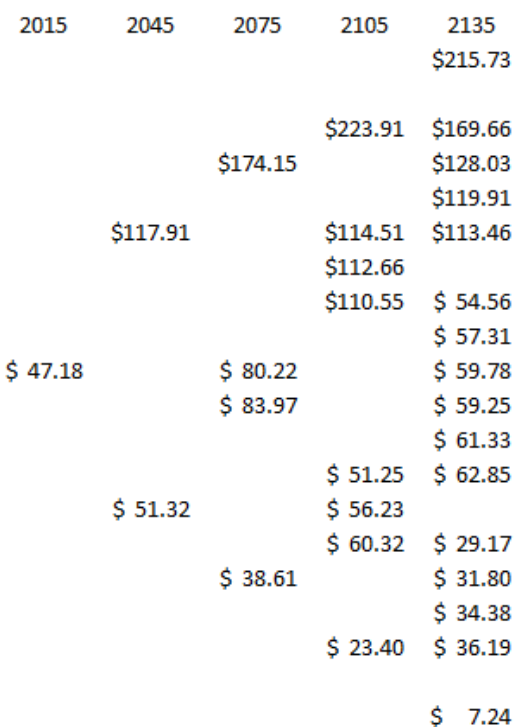 2015 2045 2075 2105 2135
$215.73
$223.91 $169.66
$174.15 $128.03
$119.91
$117.91 $114.51 $113.46
$112.66
$110.55 $ 54.56
$ 57.31
$ 47.18 $ 80.22 $ 59.78
$ 83.97 $ 59.25
$ 61.33
$ 51.25 $ 62.85
$ 51.32 $ 56.23
$ 60.32 $ 29.17
$ 38.61 $ 31.80
$ 34.38
$ 23.40 $ 36.19
$ 7.24